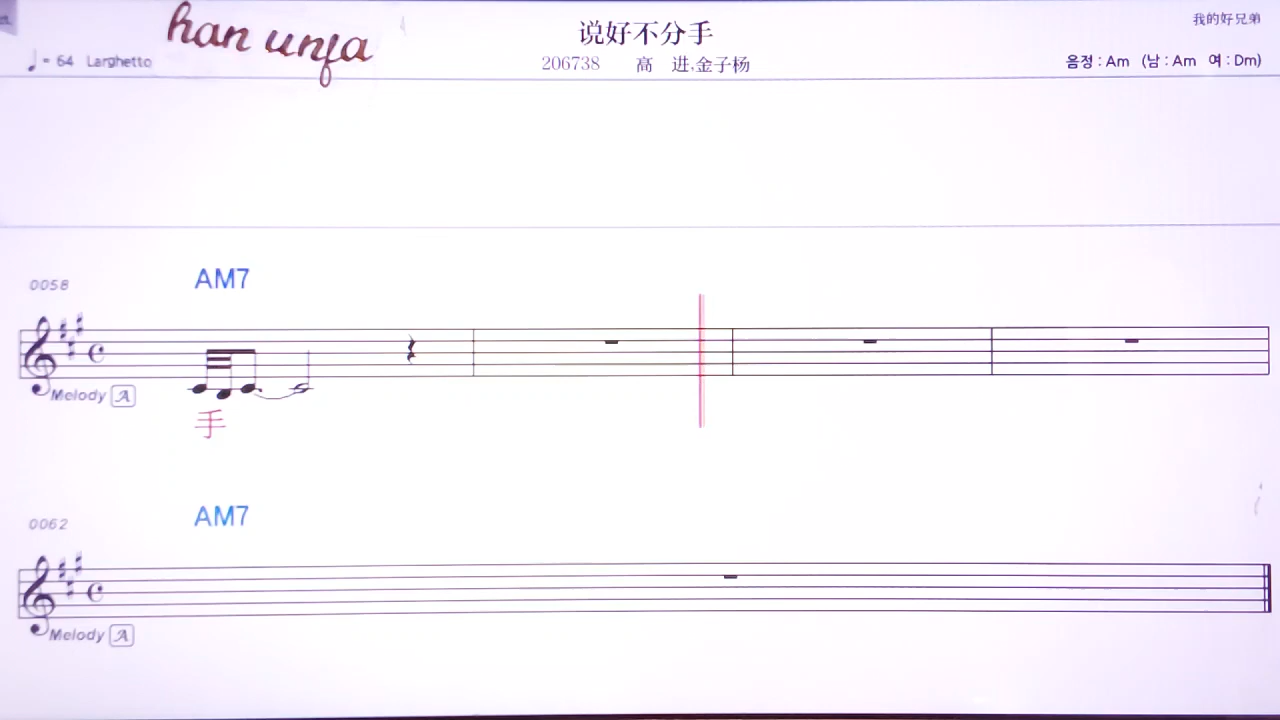 han unfa
说好不分手
我的好兄弟
♩= 64 Larghetto
206738 高 进,金子杨
음정 : Am (남 : Am 여 : Dm)
0058
AM7
Melody A
手
0062
AM7
Melody A